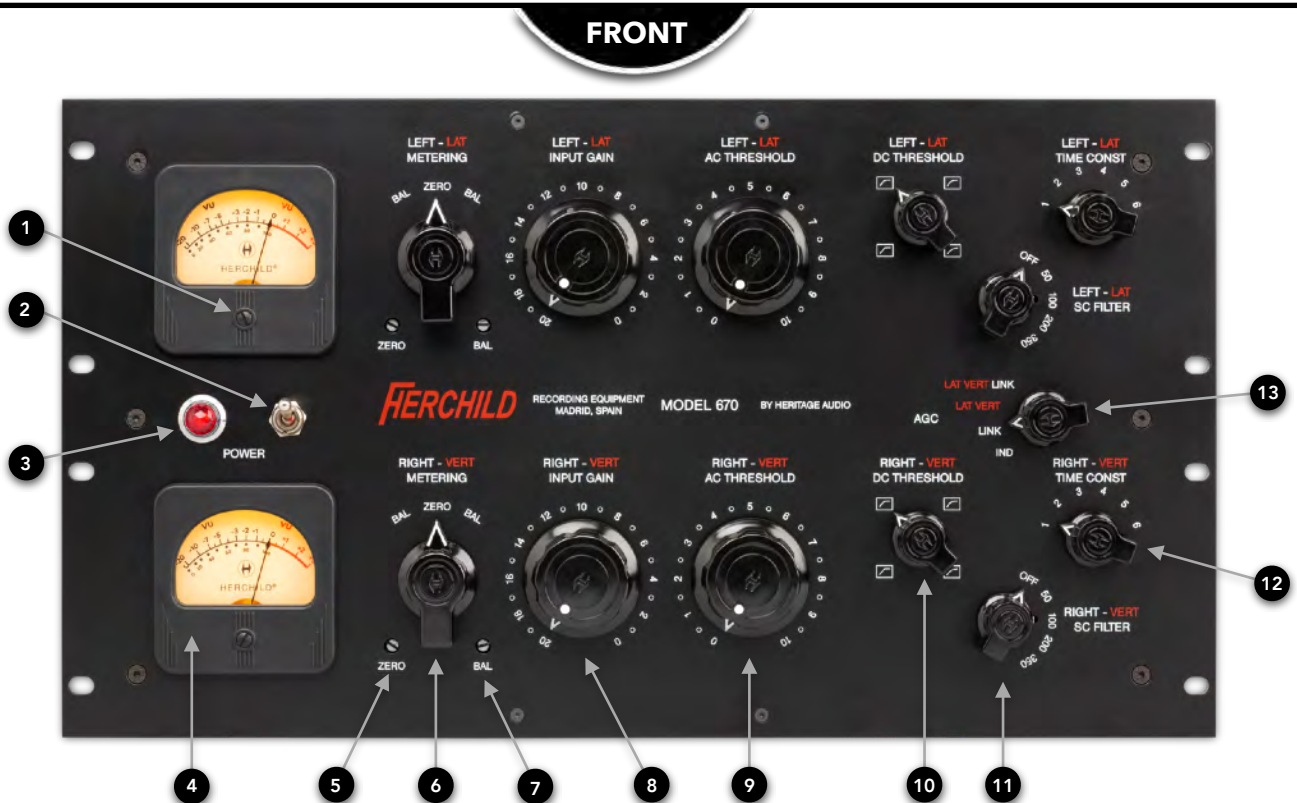 FRONT
LEFT - LAT
METERING
LEFT - LAT
INPUT GAIN
LEFT - LAT
AC THRESHOLD
LEFT - LAT
DC THRESHOLD
LEFT - LAT
TIME CONST
BAL ZERO BAL
20 18 16 14 12 10 8 6 4 2 0
0 1 2 3 4 5 6 7 8 9 10
1 2 3 4 5 6
VU VU
HERCHILD®
ZERO BAL
OFF 50 100 200 350
LEFT - LAT
SC FILTER
1
2
3
POWER
HERCHILD
RECORDING EQUIPMENT
MADRID, SPAIN
MODEL 670
BY HERITAGE AUDIO
AGC
LAT VERT LINK
LAT VERT
LINK
IND
13
RIGHT - VERT
METERING
RIGHT - VERT
INPUT GAIN
RIGHT - VERT
AC THRESHOLD
RIGHT - VERT
DC THRESHOLD
RIGHT - VERT
TIME CONST
BAL ZERO BAL
20 18 16 14 12 10 8 6 4 2 0
0 1 2 3 4 5 6 7 8 9 10
1 2 3 4 5 6
VU VU
HERCHILD®
ZERO BAL
OFF 50 100 200 350
RIGHT - VERT
SC FILTER
12
4 5 6 7 8 9 10 11